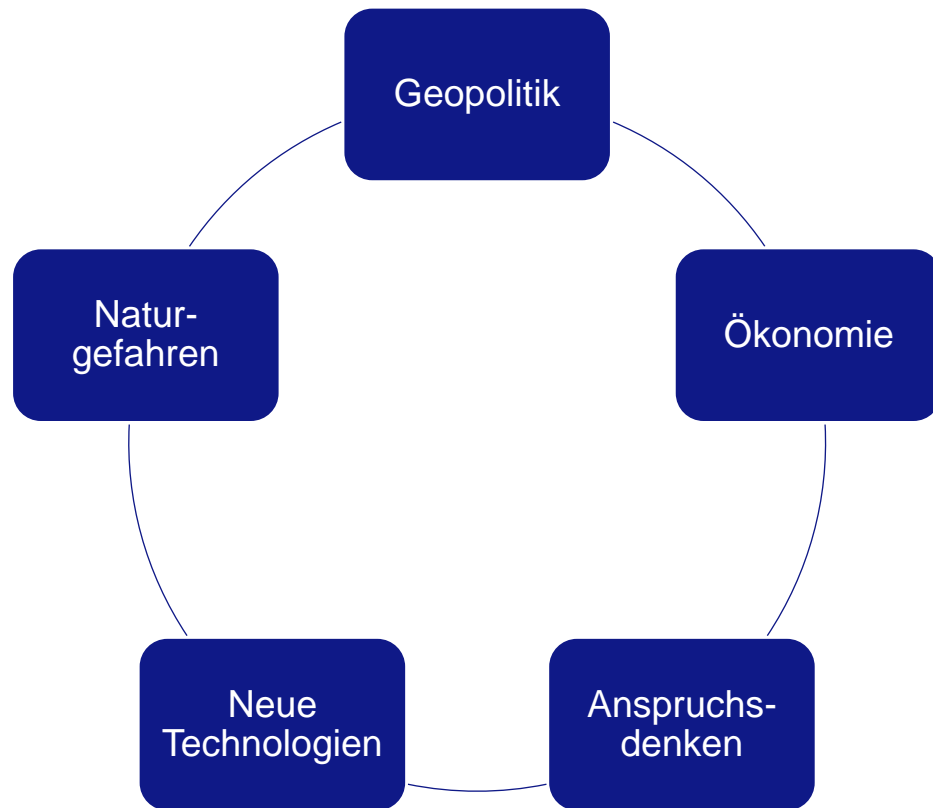 Geopolitik
Ökonomie
Anspruchs-
denken
Neue
Technologien
Natur-
gefahren